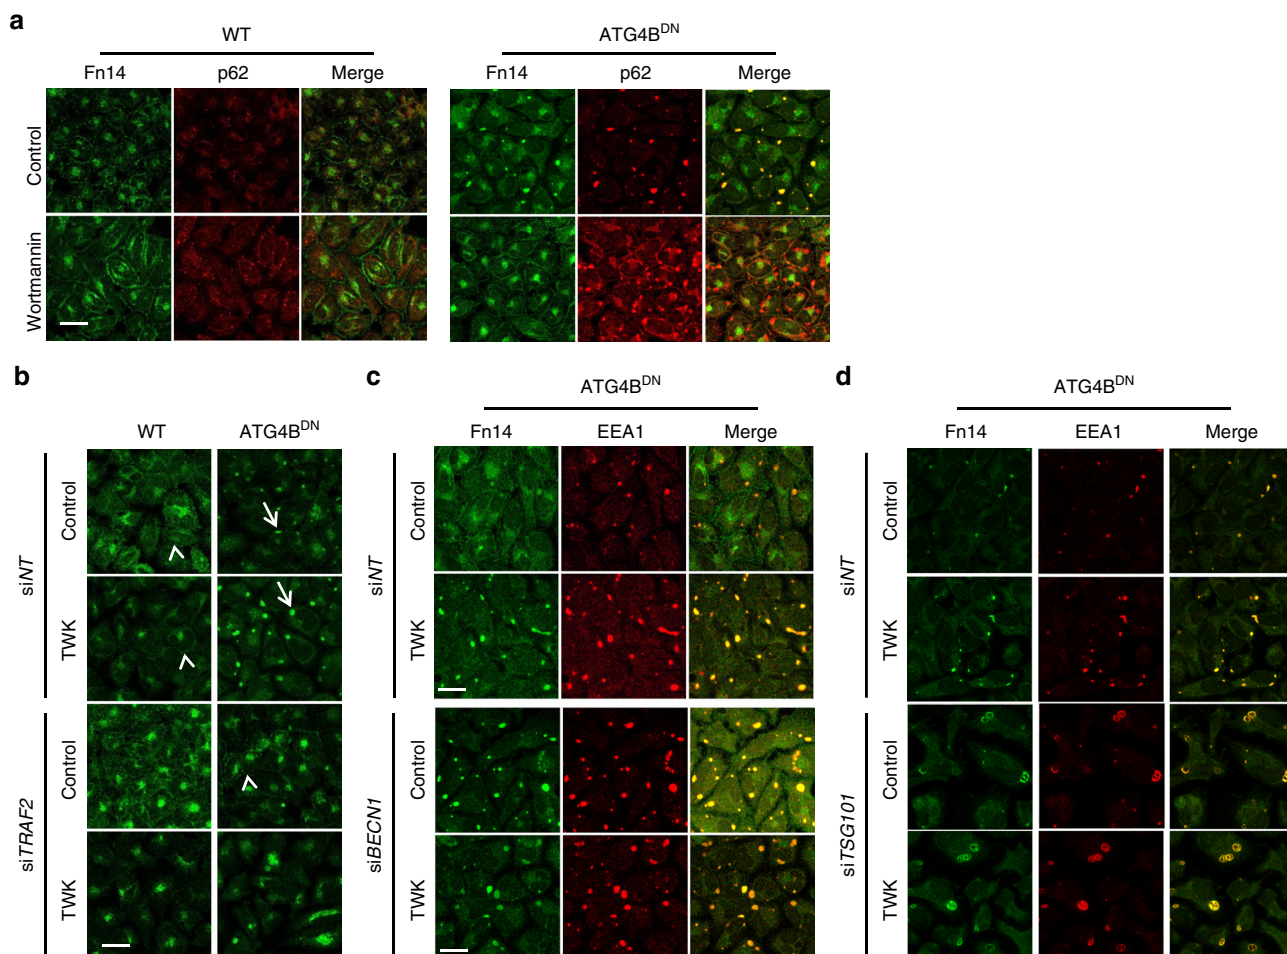 a
WT
ATG4B^DN
Fn14 p62 Merge
Fn14 p62 Merge
Control
Wortmannin
b
c
d
ATG4B^DN
ATG4B^DN
WT ATG4B^DN
Fn14 EEA1 Merge
Fn14 EEA1 Merge
siNT
Control
TWK
siTRAF2
Control
TWK
siNT
Control
TWK
siBECN1
Control
TWK
siNT
Control
TWK
siTSG101
Control
TWK